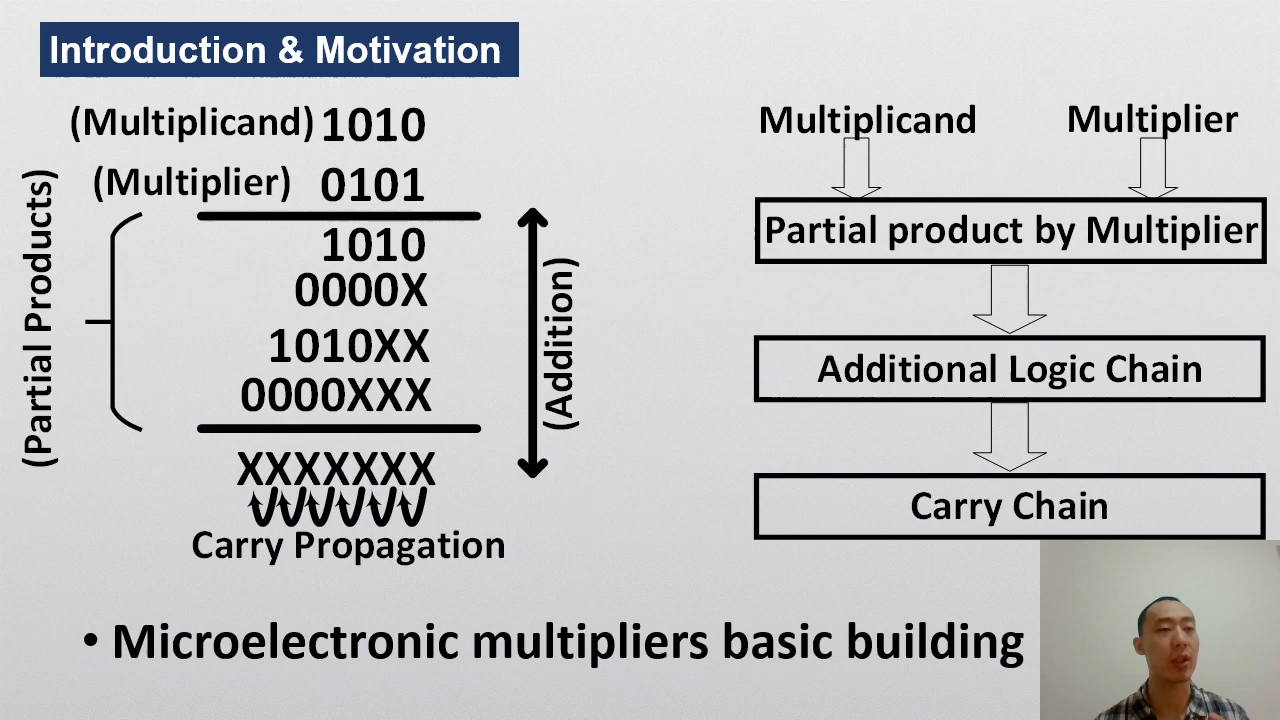 Introduction & Motivation
(Multiplicand) 1010
(Multiplier) 0101
(Partial Products)
1010
0000X
1010XX
0000XXX
(Addition)
XXXXXXX
Carry Propagation
Multiplicand
Multiplier
Partial product by Multiplier
Additional Logic Chain
Carry Chain
• Microelectronic multipliers basic building